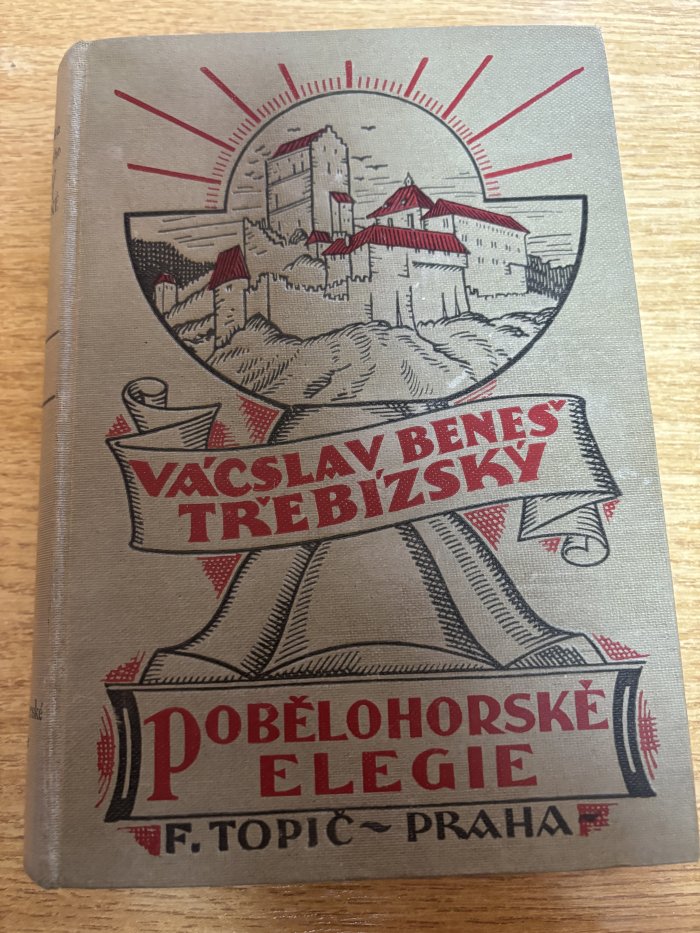 VÁCSLAV BENEŠ
TŘEBÍZSKÝ
POBĚLOHORSKÉ
ELEGIE
F. TOPIČ ~ PRAHA